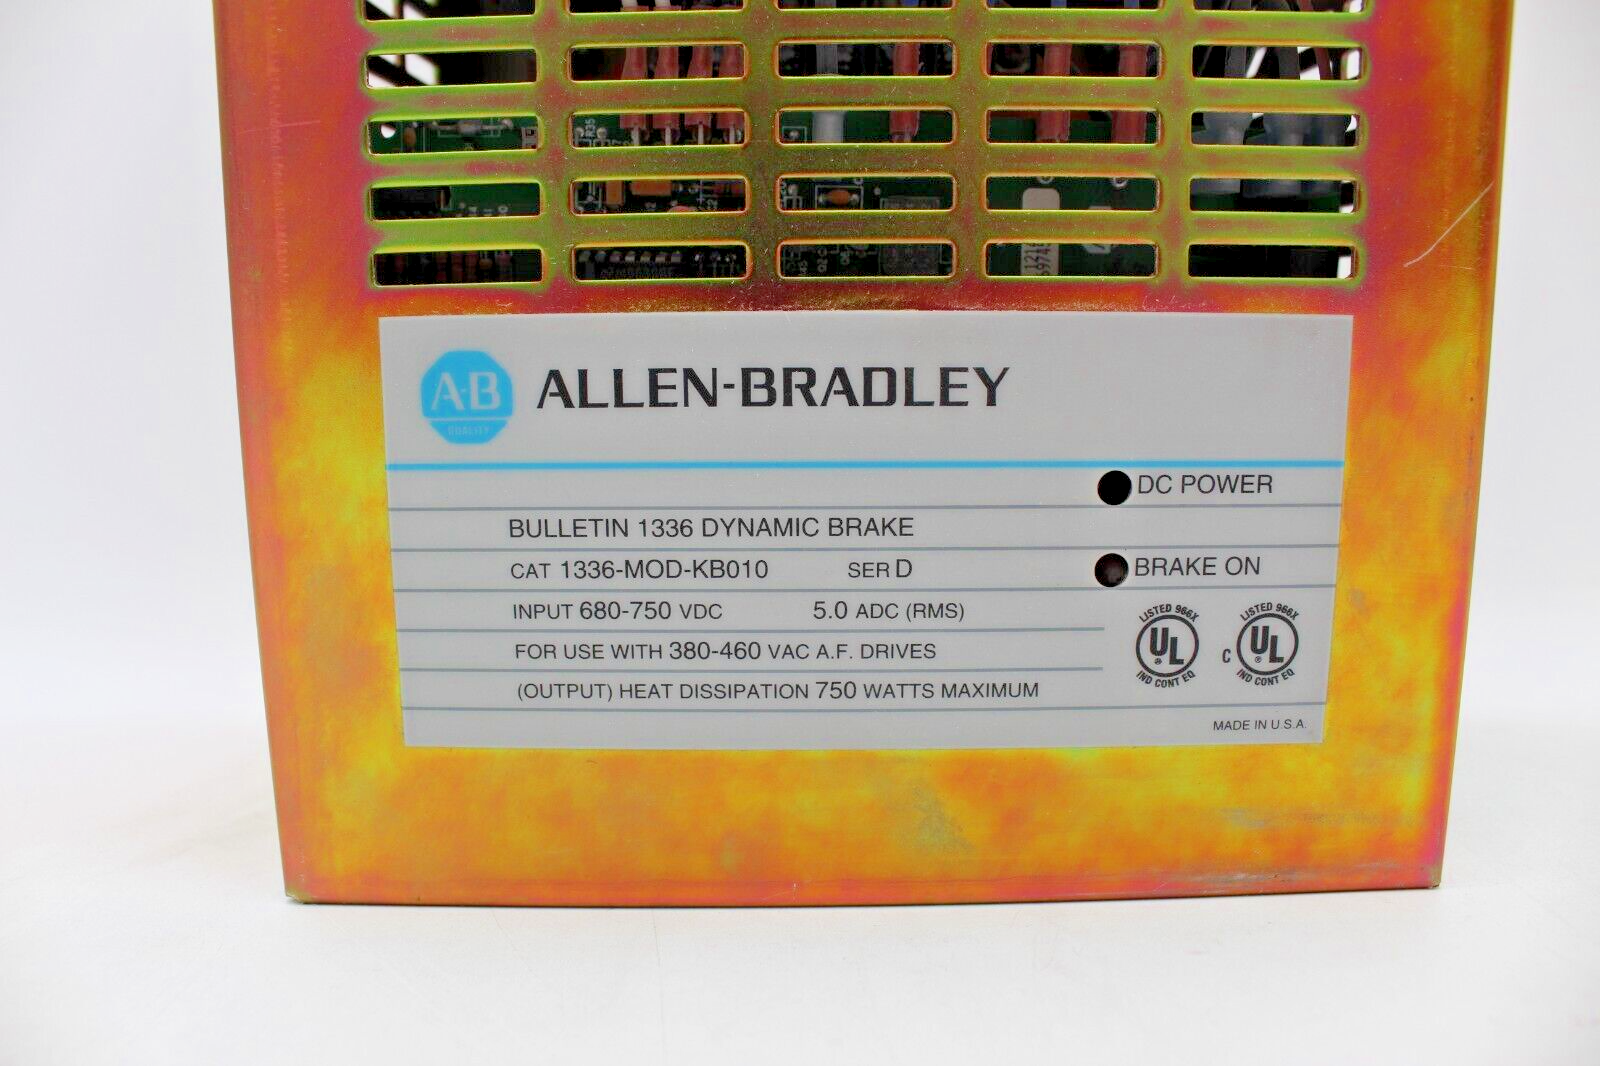 A-B
QUALITY
ALLEN-BRADLEY
DC POWER
BULLETIN 1336 DYNAMIC BRAKE
CAT 1336-MOD-KB010 SER D
BRAKE ON
INPUT 680-750 VDC 5.0 ADC (RMS)
FOR USE WITH 380-460 VAC A.F. DRIVES
(OUTPUT) HEAT DISSIPATION 750 WATTS MAXIMUM
LISTED 966X
UL
®
IND CONT EQ
LISTED 966X
C UL
®
IND CONT EQ
MADE IN U.S.A.